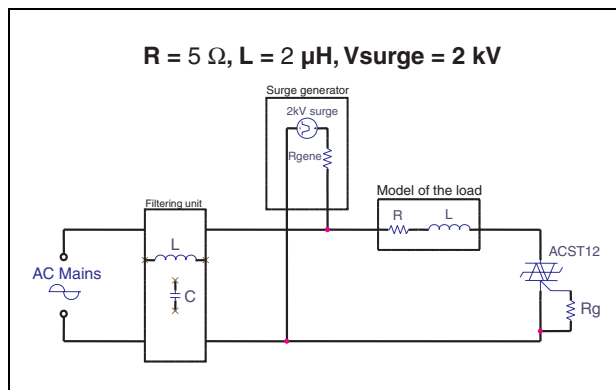 R = 5 Ω, L = 2 µH, Vsurge = 2 kV
Surge generator
2kV surge
Rgene
Filtering unit
Model of the load
L
R
L
ACST12
AC Mains
C
Rg